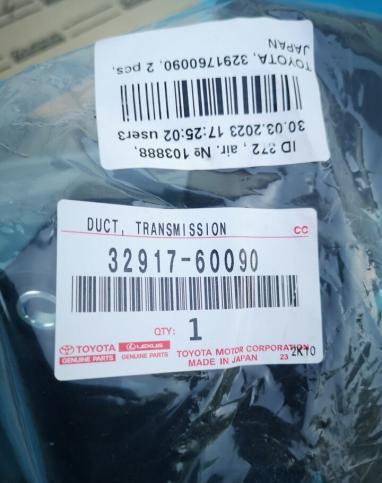 TOYOTA, 3291760090, 2 pcs,
JAPAN
30.03.2023 17:25:02 user3
ID 272, air. № 103888,
DUCT, TRANSMISSION CC
32917-60090
QTY: 1
TOYOTA GENUINE PARTS LEXUS GENUINE PARTS TOYOTA MOTOR CORPORATION
MADE IN JAPAN 23 2K10